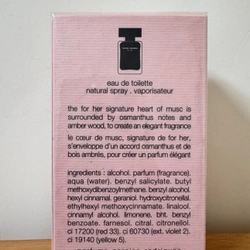 eau de toilette
natural spray . vaporisateur
the for her signature heart of musc is
surrounded by osmanthus notes and
amber wood, to create an elegant fragrance
le cœur de musc, signature de for her,
s'enveloppe d'un accord osmanthus et de
bois ambrés, pour créer un parfum élégant
ingredients : alcohol. parfum (fragrance).
aqua (water). benzyl salicylate. butyl
methoxydibenzoylmethane. benzyl alcohol.
hexyl cinnamal. geraniol. hydroxycitronellal.
ethylhexyl methoxycinnamate. linalool.
cinnamyl alcohol. limonene. bht. benzyl
benzoate. farnesol. citral. citronellol.
ci 17200 (red 33). ci 60730 (ext. violet 2).
ci 19140 (yellow 5).